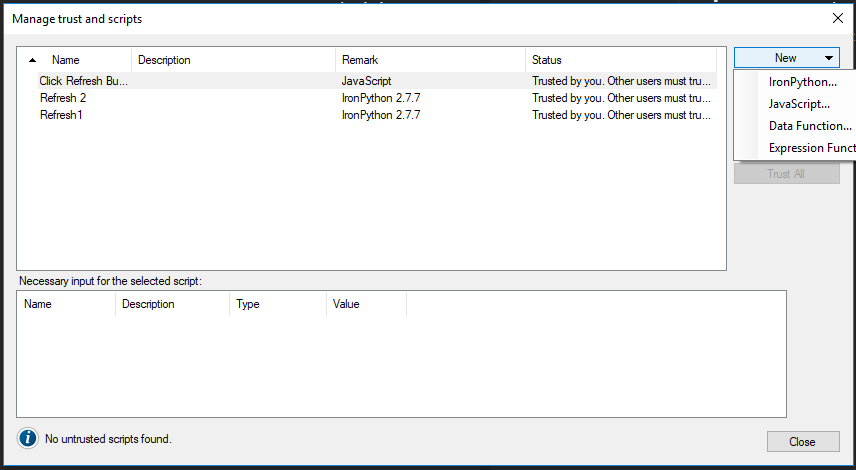 Manage trust and scripts
Name Description Remark Status New
Click Refresh Bu... JavaScript Trusted by you. Other users must tru...
Refresh 2 IronPython 2.7.7 Trusted by you. Other users must tru...
Refresh1 IronPython 2.7.7 Trusted by you. Other users must tru...
IronPython...
JavaScript...
Data Function...
Expression Funct
Trust All
Necessary input for the selected script:
Name Description Type Value
i No untrusted scripts found.
Close